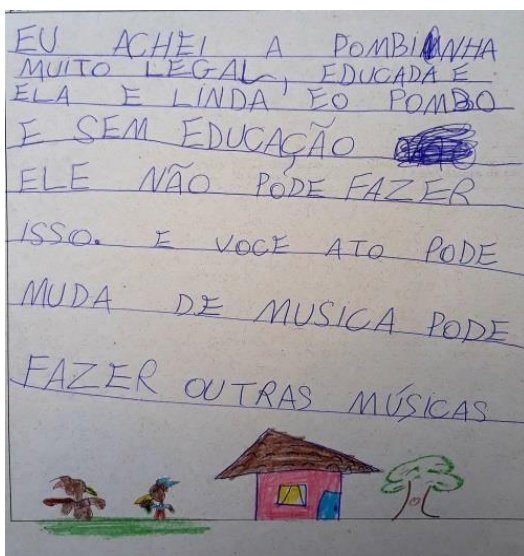 EU ACHEI A POMBINHA
MUITO LEGAL, EDUCADA E
ELA E LINDA EO POMBO
E SEM EDUCAÇÃO
ELE NÃO PODE FAZER
ISSO. E VOCE ATO PODE
MUDA DE MUSICA PODE
FAZER OUTRAS MÚSICAS